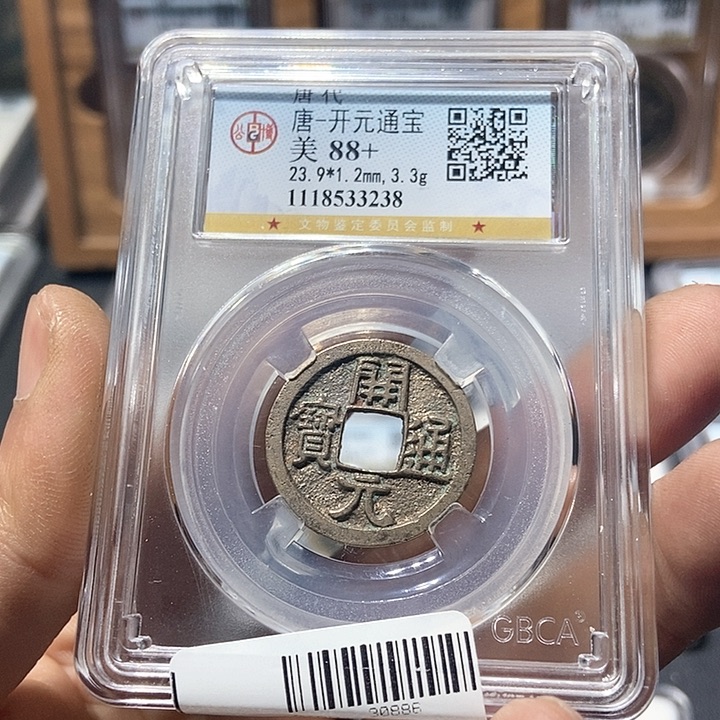 唐代
唐-开元通宝
美 88+
23.9*1.2mm, 3.3g
1118533238
★ 文物鉴定委员会监制 ★
開
寶 通
元
GBCA